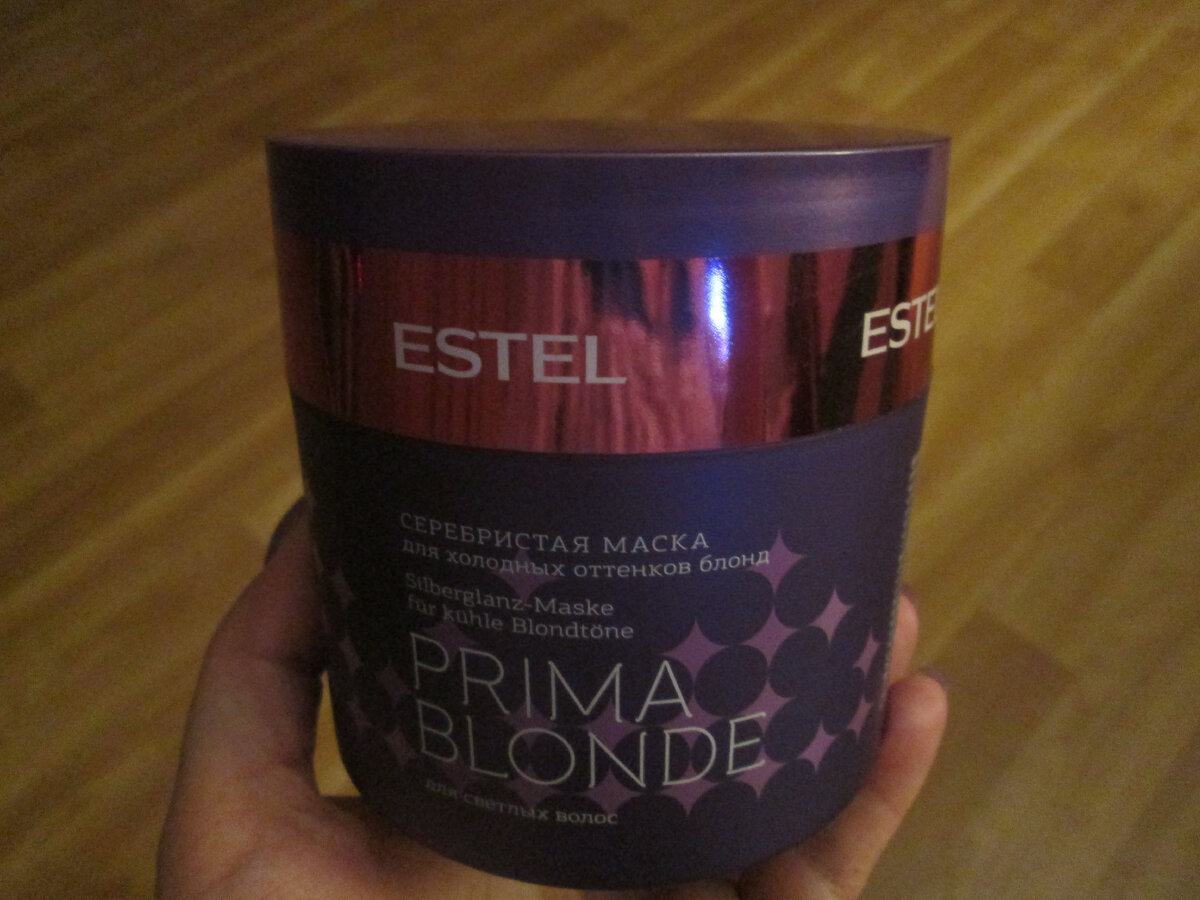 ESTEL
ESTE
СЕРЕБРИСТАЯ МАСКА
для холодных оттенков блонд
Silberglanz-Maske
für kühle Blondtöne
PRIMA
BLONDE
для светлых волос